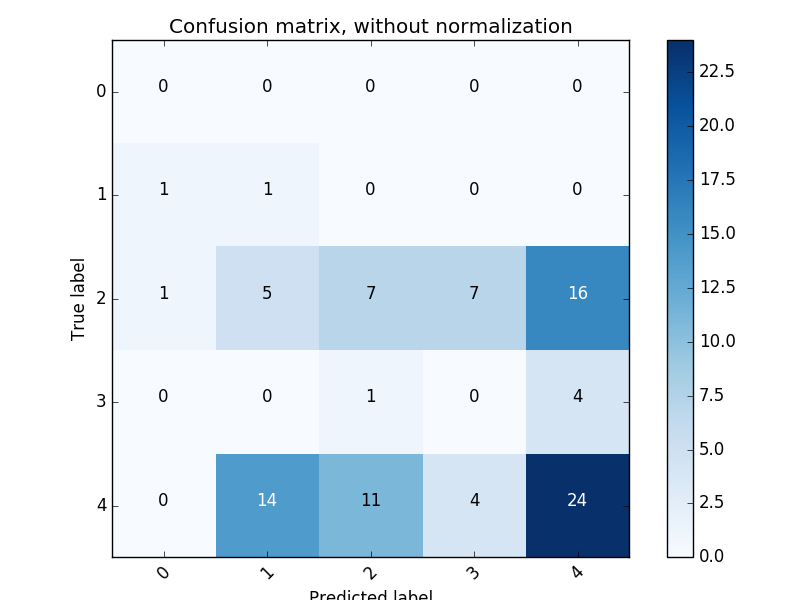 Confusion matrix, without normalization
0 0 0 0 0 0
1 1 1 0 0 0
2 1 5 7 7 16
3 0 0 1 0 4
4 0 14 11 4 24
0 1 2 3 4
True label
Predicted label
22.5
20.0
17.5
15.0
12.5
10.0
7.5
5.0
2.5
0.0